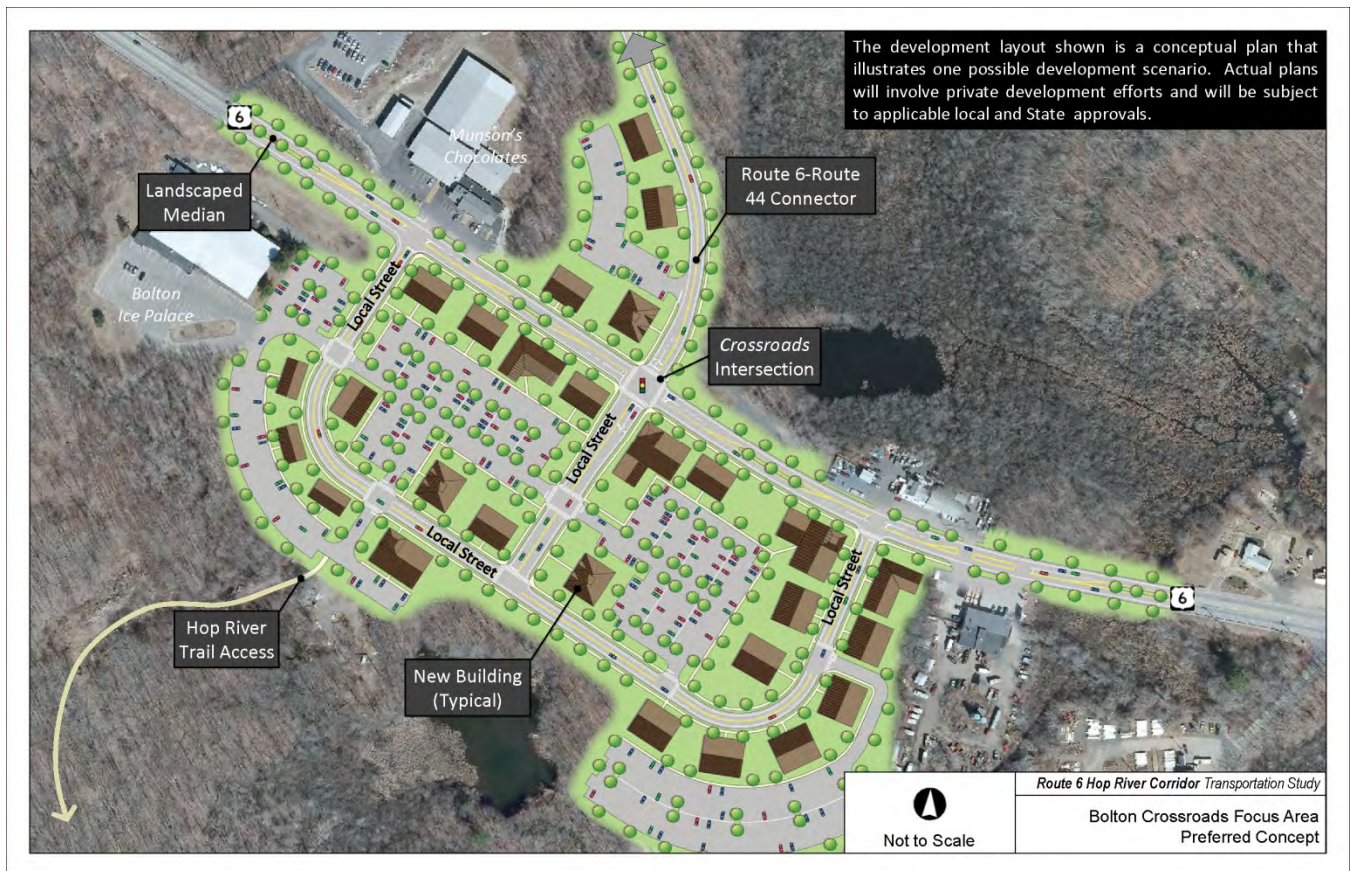 The development layout shown is a conceptual plan that
illustrates one possible development scenario. Actual plans
will involve private development efforts and will be subject
to applicable local and State approvals.
6
Munson's
Chocolates
Landscaped
Median
Route 6-Route
44 Connector
Bolton
Ice Palace
Local Street
Crossroads
Intersection
Local Street
Local Street
Local Street
6
Hop River
Trail Access
New Building
(Typical)
Not to Scale
Route 6 Hop River Corridor Transportation Study
Bolton Crossroads Focus Area
Preferred Concept